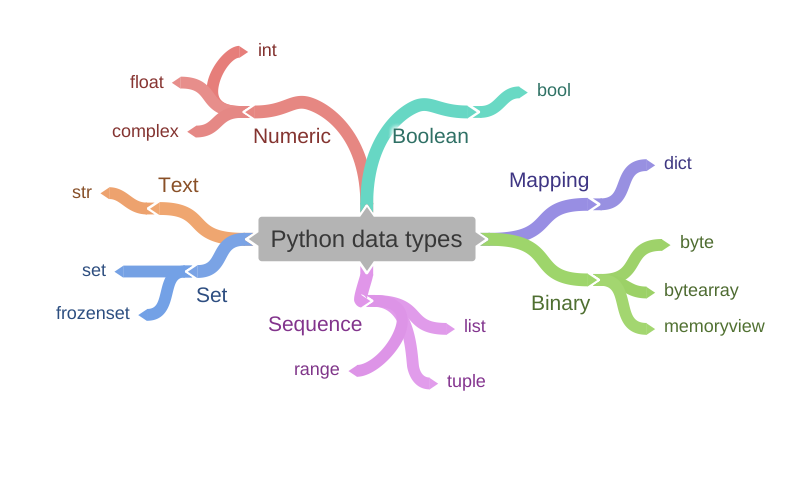 int
float
complex
Numeric
bool
Boolean
Text
str
Mapping
dict
Python data types
set
frozenset
Set
byte
bytearray
memoryview
Binary
Sequence
list
range
tuple